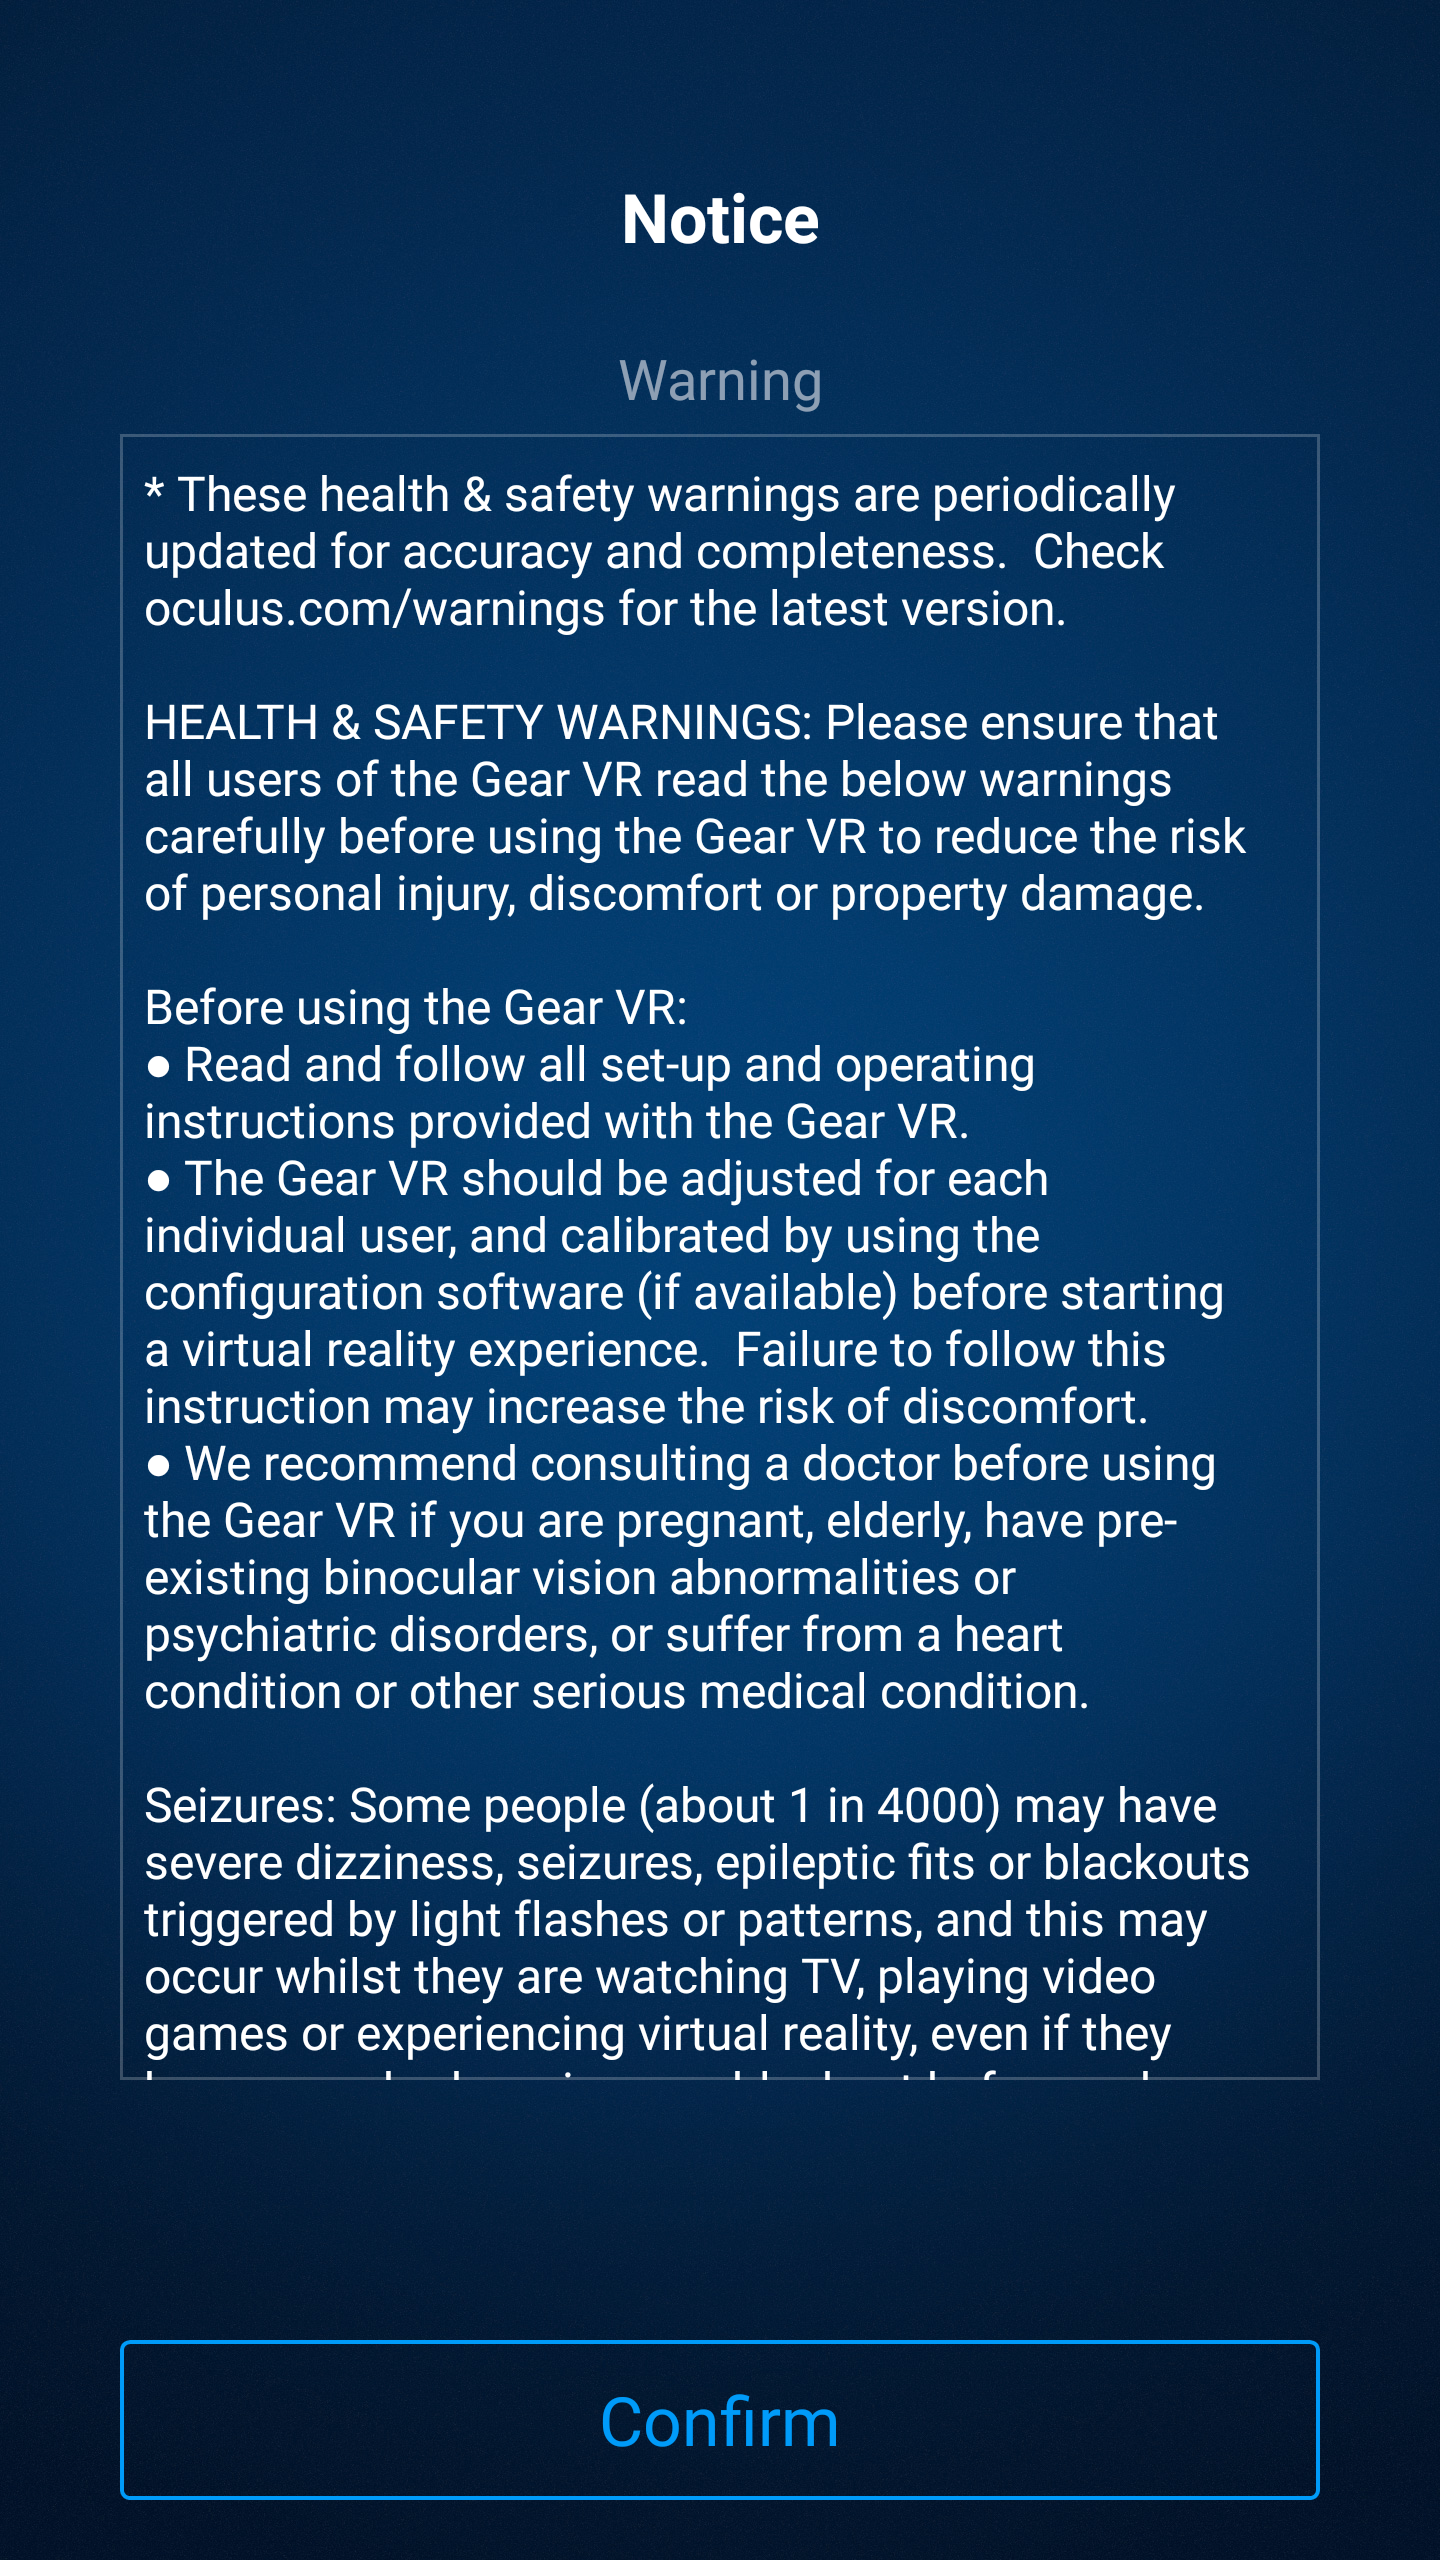 Notice
Warning
* These health & safety warnings are periodically
updated for accuracy and completeness.  Check
oculus.com/warnings for the latest version.
HEALTH & SAFETY WARNINGS: Please ensure that
all users of the Gear VR read the below warnings
carefully before using the Gear VR to reduce the risk
of personal injury, discomfort or property damage.
Before using the Gear VR:
● Read and follow all set-up and operating
instructions provided with the Gear VR.
● The Gear VR should be adjusted for each
individual user, and calibrated by using the
configuration software (if available) before starting
a virtual reality experience.  Failure to follow this
instruction may increase the risk of discomfort.
● We recommend consulting a doctor before using
the Gear VR if you are pregnant, elderly, have pre-
existing binocular vision abnormalities or
psychiatric disorders, or suffer from a heart
condition or other serious medical condition.
Seizures: Some people (about 1 in 4000) may have
severe dizziness, seizures, epileptic fits or blackouts
triggered by light flashes or patterns, and this may
occur whilst they are watching TV, playing video
games or experiencing virtual reality, even if they
Confirm